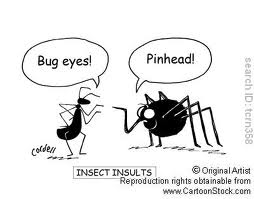 Bug eyes!
Pinhead!
Cordell
INSECT INSULTS
© Original Artist
Reproduction rights obtainable from
www.CartoonStock.com
search ID: tcrn358